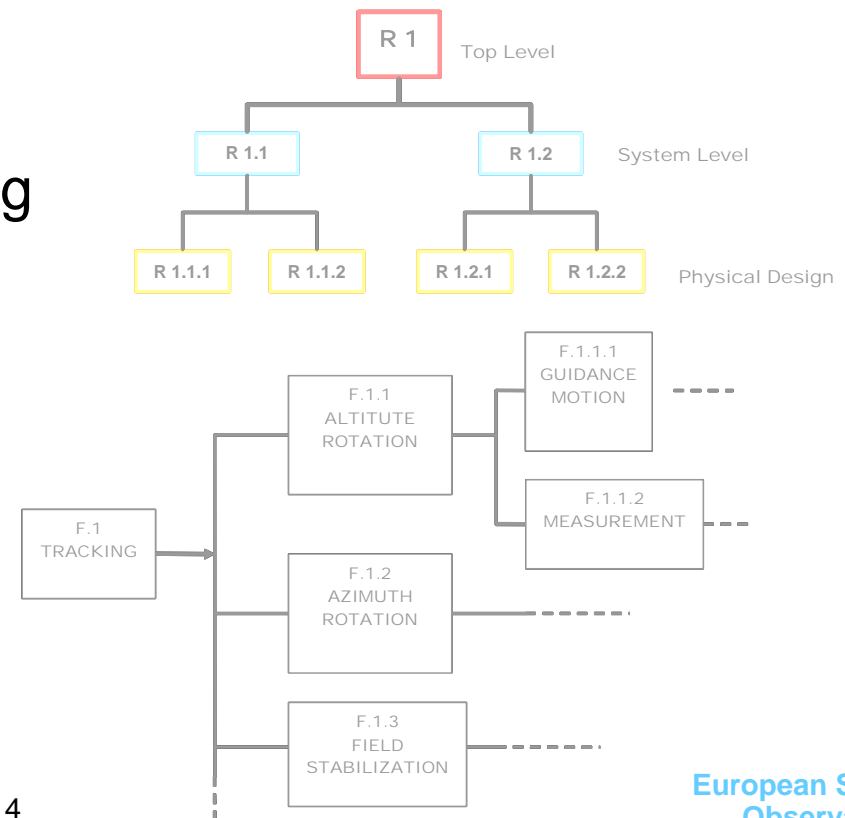 R 1
Top Level
R 1.1
R 1.2
System Level
g
R 1.1.1
R 1.1.2
R 1.2.1
R 1.2.2
Physical Design
F.1.1.1
GUIDANCE
MOTION
F.1.1
ALTITUTE
ROTATION
F.1.1.2
MEASUREMENT
F.1
TRACKING
F.1.2
AZIMUTH
ROTATION
F.1.3
FIELD
STABILIZATION
4
European S
Observa